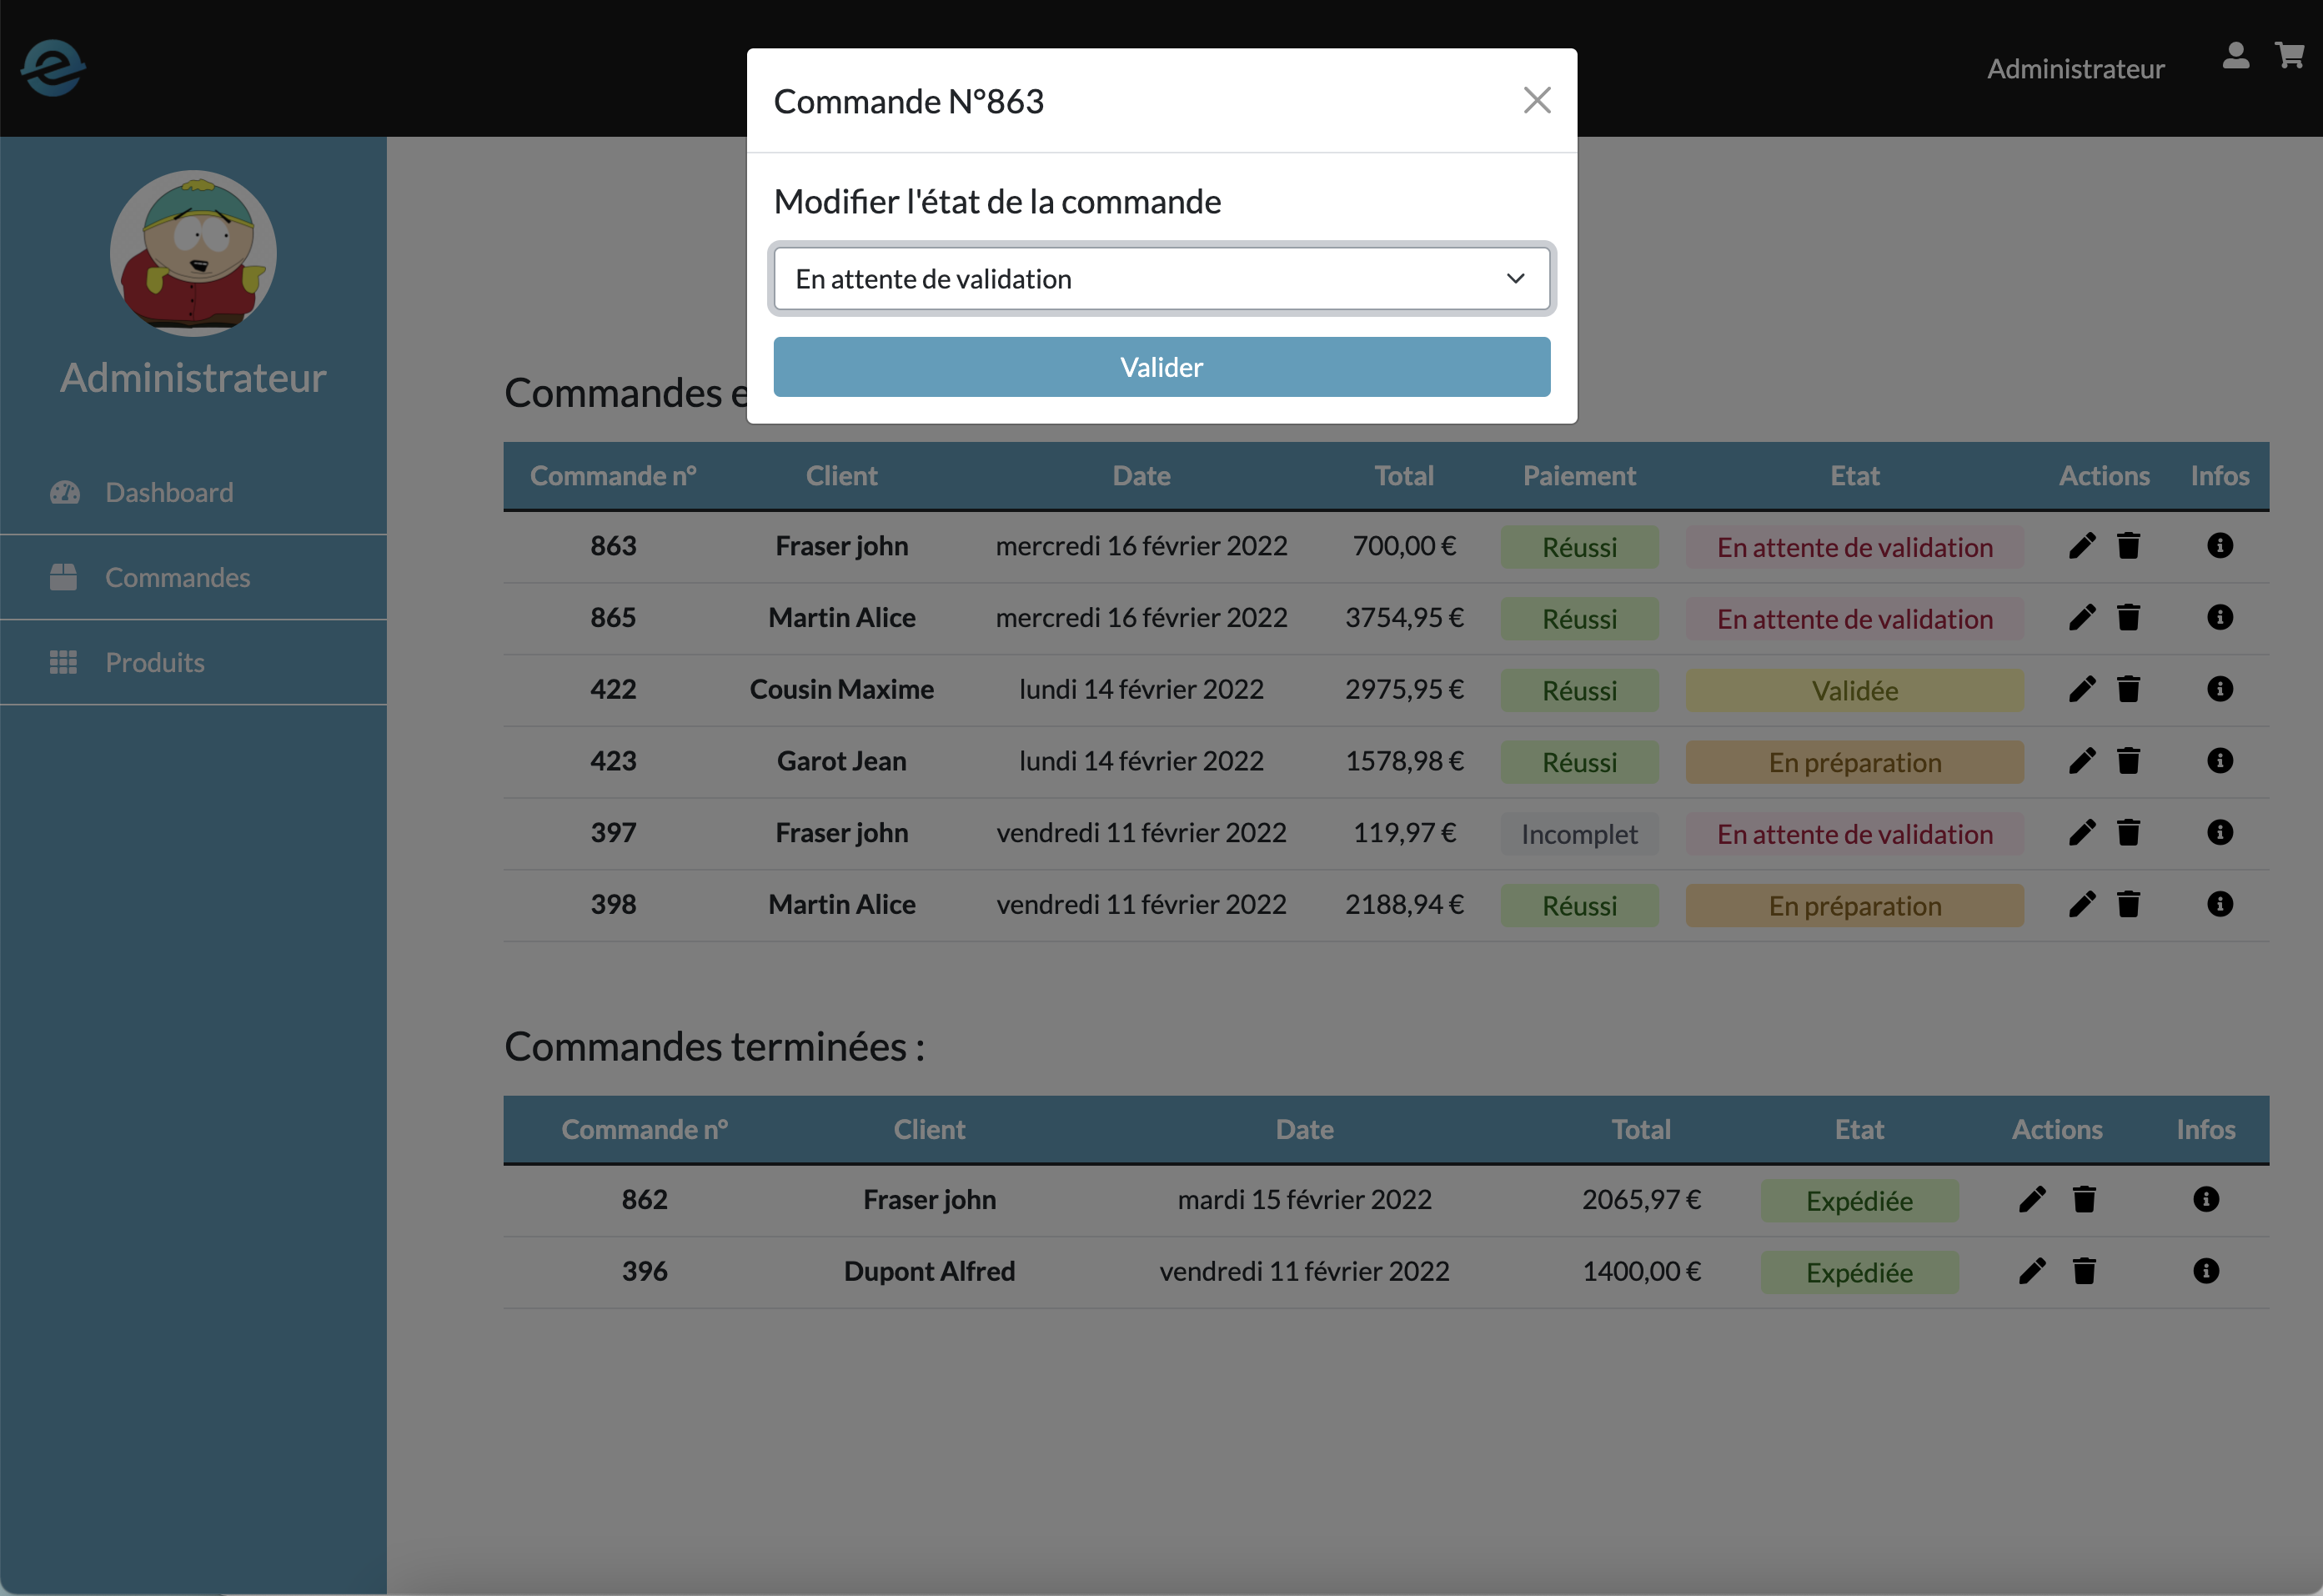 Administrateur
Commande N°863
Modifier l'état de la commande
En attente de validation
Valider
Administrateur
Dashboard
Commandes
Produits
Commandes
Commande n° Client Date Total Paiement Etat Actions Infos
863 Fraser john mercredi 16 février 2022 700,00 € Réussi En attente de validation
865 Martin Alice mercredi 16 février 2022 3754,95 € Réussi En attente de validation
422 Cousin Maxime lundi 14 février 2022 2975,95 € Réussi Validée
423 Garot Jean lundi 14 février 2022 1578,98 € Réussi En préparation
397 Fraser john vendredi 11 février 2022 119,97 € Incomplet En attente de validation
398 Martin Alice vendredi 11 février 2022 2188,94 € Réussi En préparation
Commandes terminées :
Commande n° Client Date Total Etat Actions Infos
862 Fraser john mardi 15 février 2022 2065,97 € Expédiée
396 Dupont Alfred vendredi 11 février 2022 1400,00 € Expédiée